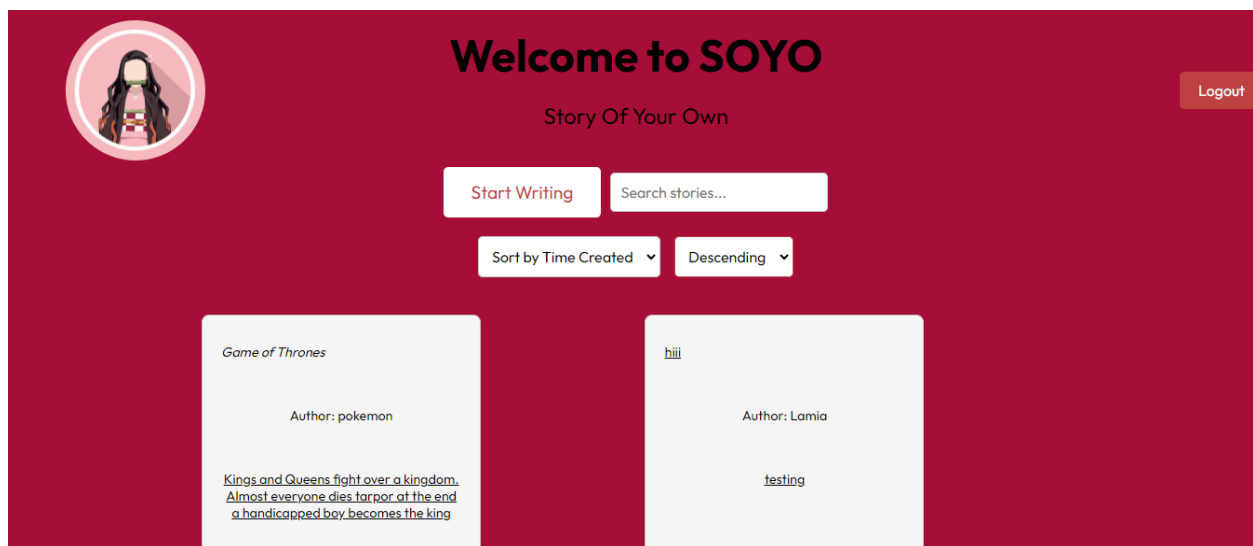 Welcome to SOYO
Logout
Story Of Your Own
Start Writing
Search stories...
Sort by Time Created
Descending
Game of Thrones
Author: pokemon
Kings and Queens fight over a kingdom.
Almost everyone dies tarpor at the end
a handicapped boy becomes the king
hiii
Author: Lamia
testing